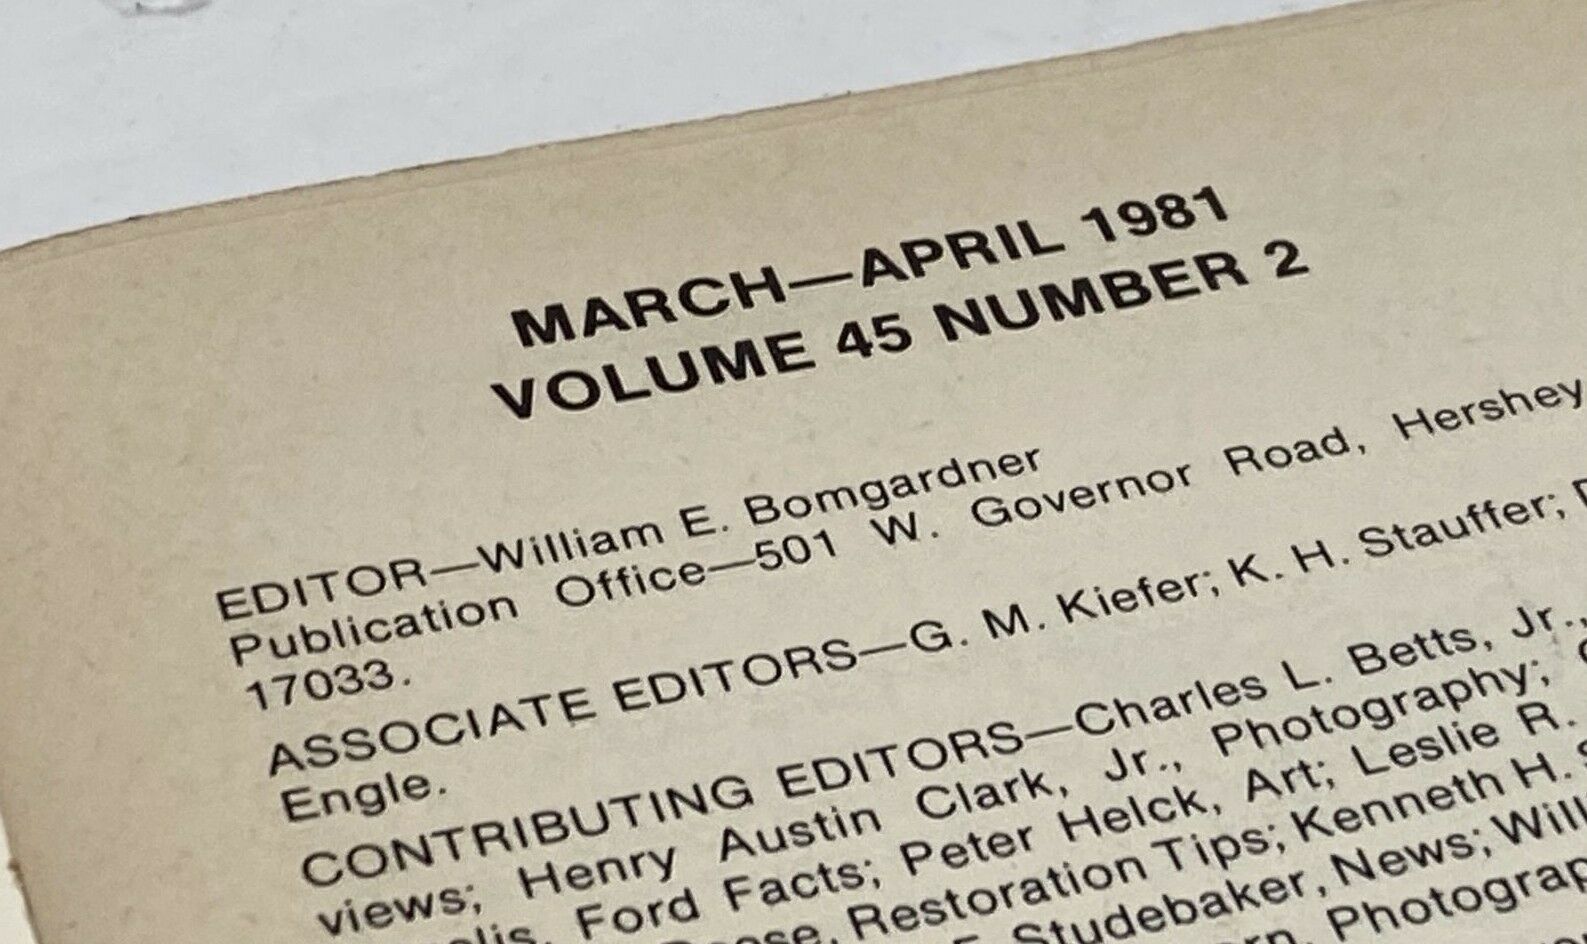 MARCH—APRIL 1981
VOLUME 45 NUMBER 2
EDITOR—William E. Bomgardner
Publication Office—501 W. Governor Road, Hershey
17033.
ASSOCIATE EDITORS—G. M. Kiefer; K. H. Stauffer;
Engle.
CONTRIBUTING EDITORS—Charles L. Betts, Jr.,
views; Henry Austin Clark, Jr., Photography;
Ford Facts; Peter Helck, Art; Leslie R.
Restoration Tips; Kenneth H.
Studebaker, News;